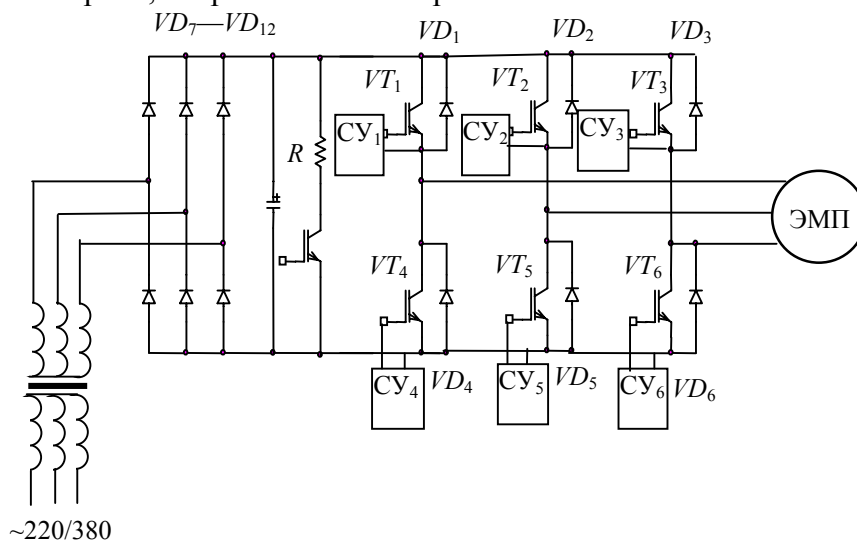 VD₇—VD₁₂
VD₁
VD₂
VD₃
VT₁
VT₂
VT₃
СУ₁
СУ₂
СУ₃
R
ЭМП
VT₄
VT₅
VT₆
СУ₄
VD₄
СУ₅
VD₅
СУ₆
VD₆
~220/380